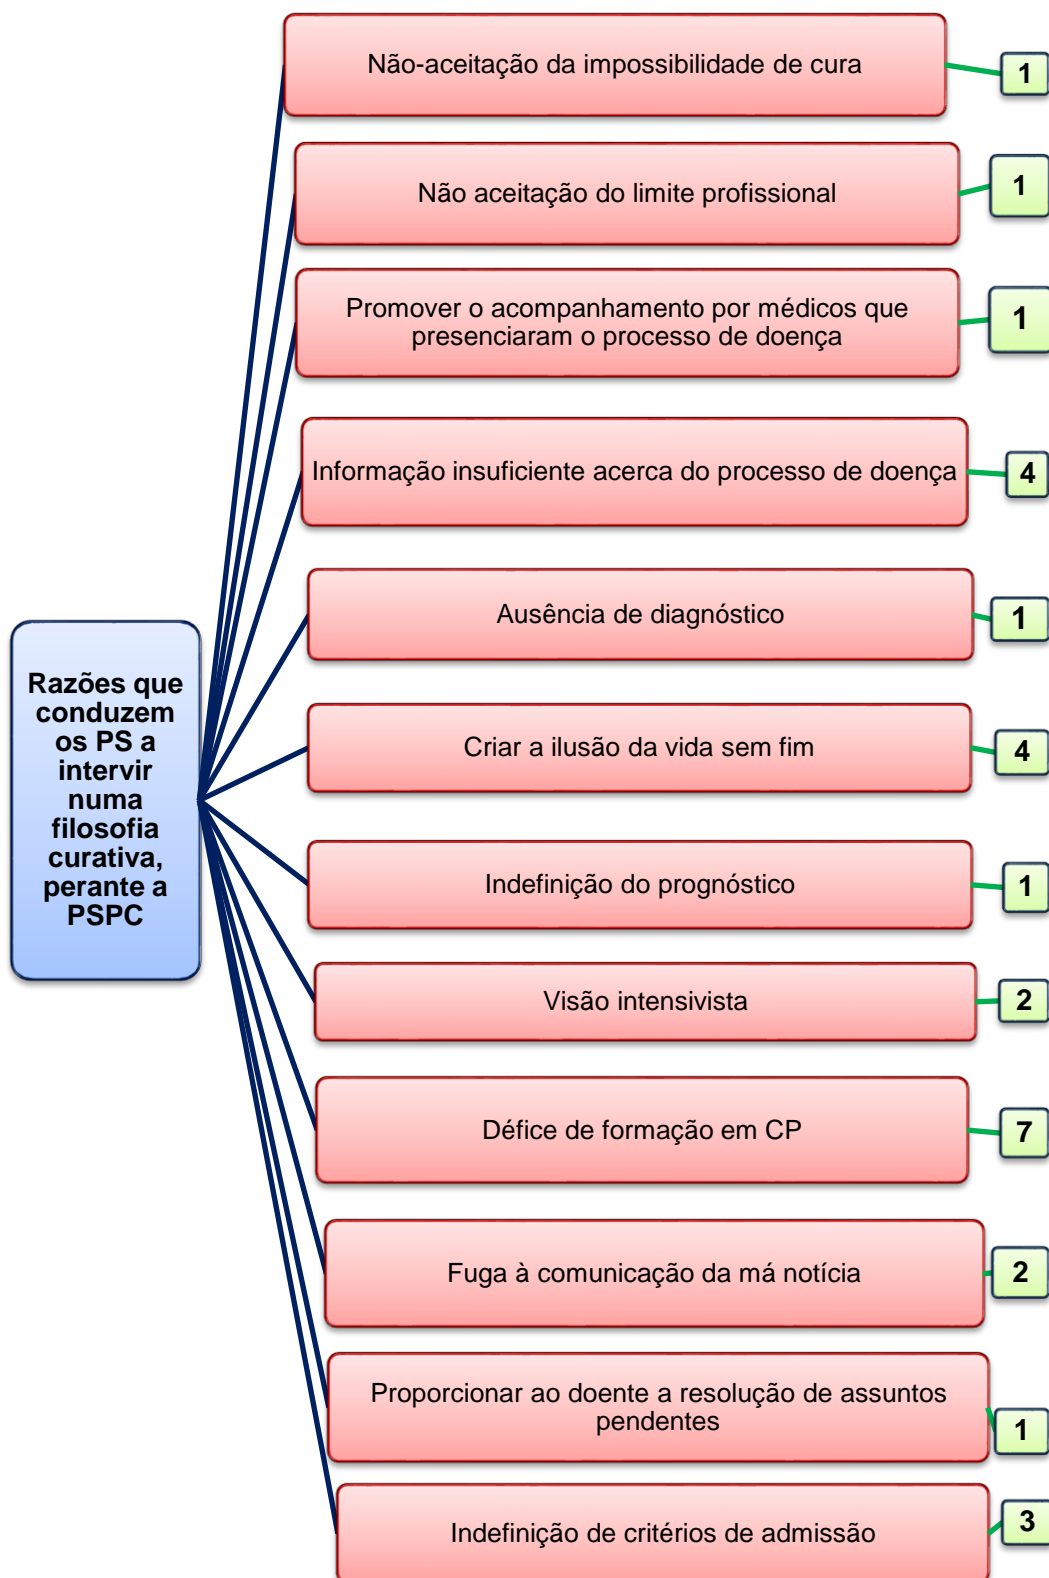 Não-aceitação da impossibilidade de cura
1
Não aceitação do limite profissional
1
Promover o acompanhamento por médicos que
presenciaram o processo de doença
1
Informação insuficiente acerca do processo de doença
4
Ausência de diagnóstico
1
Razões que
conduzem
os PS a
intervir
numa
filosofia
curativa,
perante a
PSPC
Criar a ilusão da vida sem fim
4
Indefinição do prognóstico
1
Visão intensivista
2
Défice de formação em CP
7
Fuga à comunicação da má notícia
2
Proporcionar ao doente a resolução de assuntos
pendentes
1
Indefinição de critérios de admissão
3